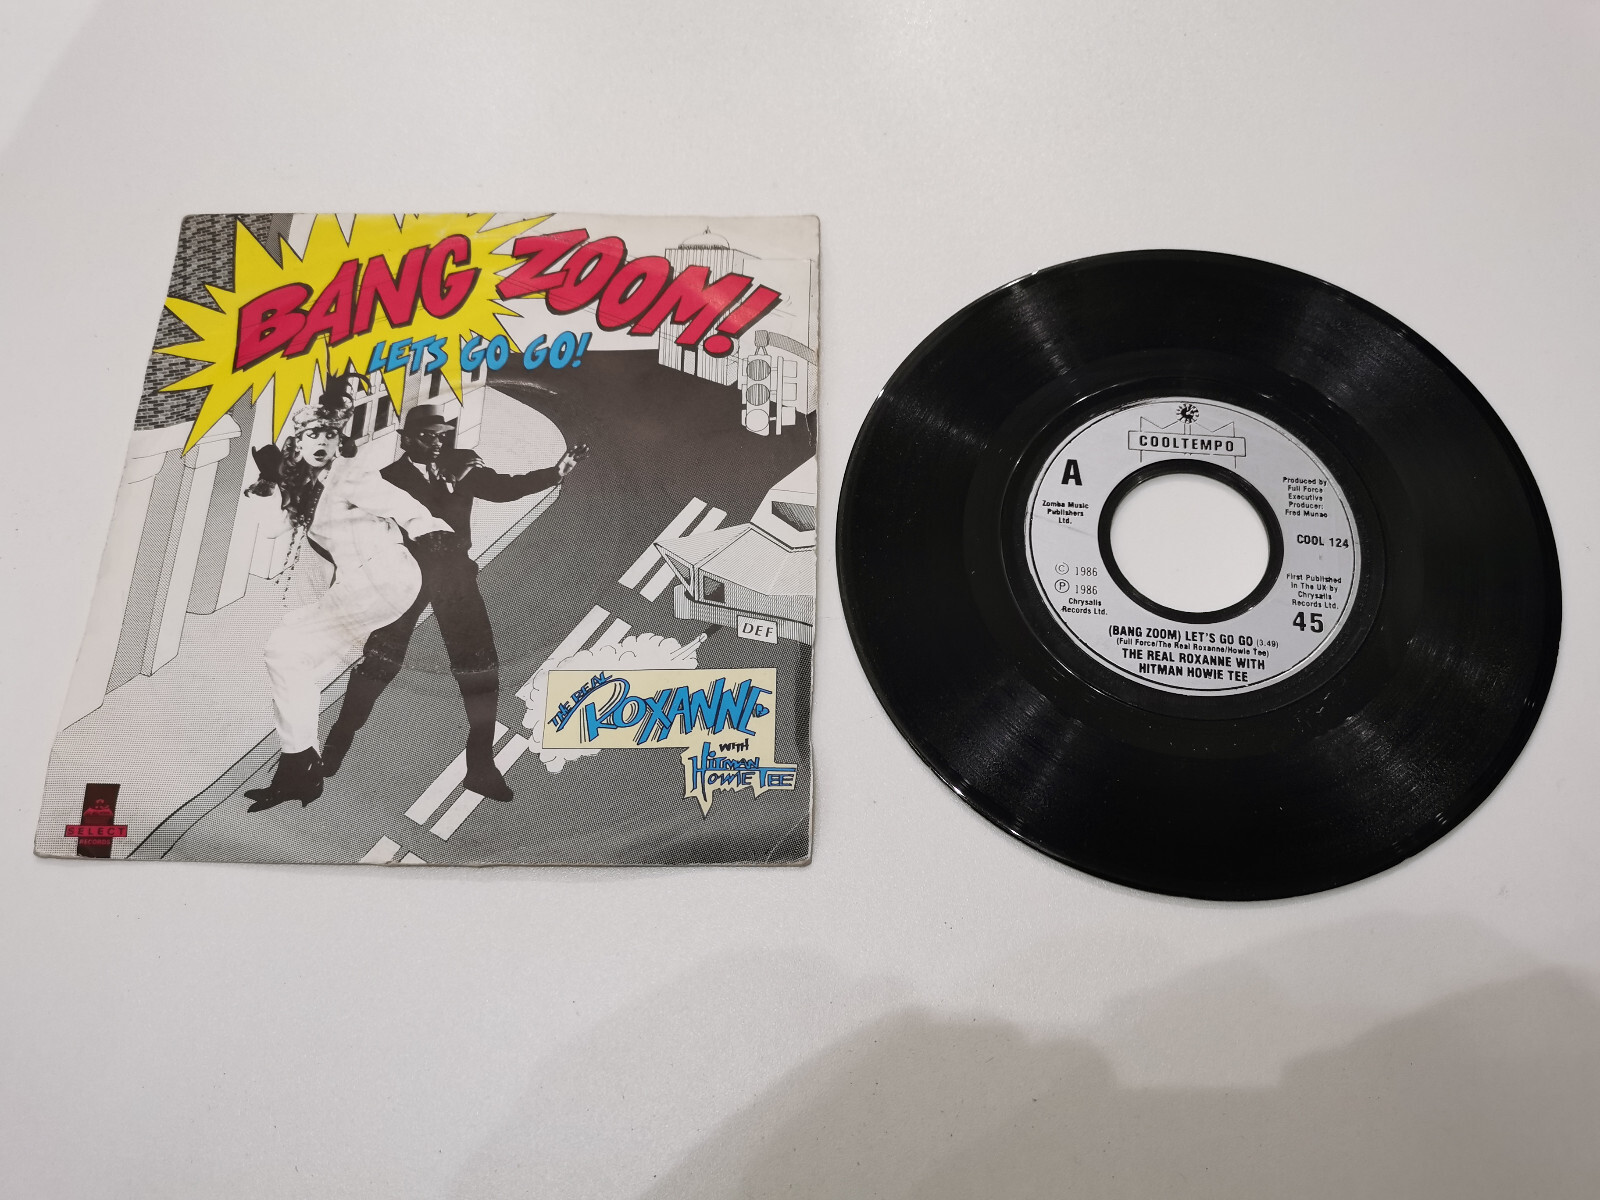 BANG ZOOM!
LETS GO GO!
DEF
THE REAL
ROXANNE
WITH
HITMAN
HOWIE TEE
SELECT
RECORDS
COOLTEMPO
A
Zomba Music
Publishers
Ltd.
Produced by
Full Force
Executive
Producer:
Fred Munao
COOL 124
© 1986
℗ 1986
Chrysalis
Records Ltd.
First Published
in The UK by
Chrysalis
Records Ltd.
45
(BANG ZOOM) LET'S GO GO (3:49)
(Full Force/The Real Roxanne/Howie Tee)
THE REAL ROXANNE WITH
HITMAN HOWIE TEE